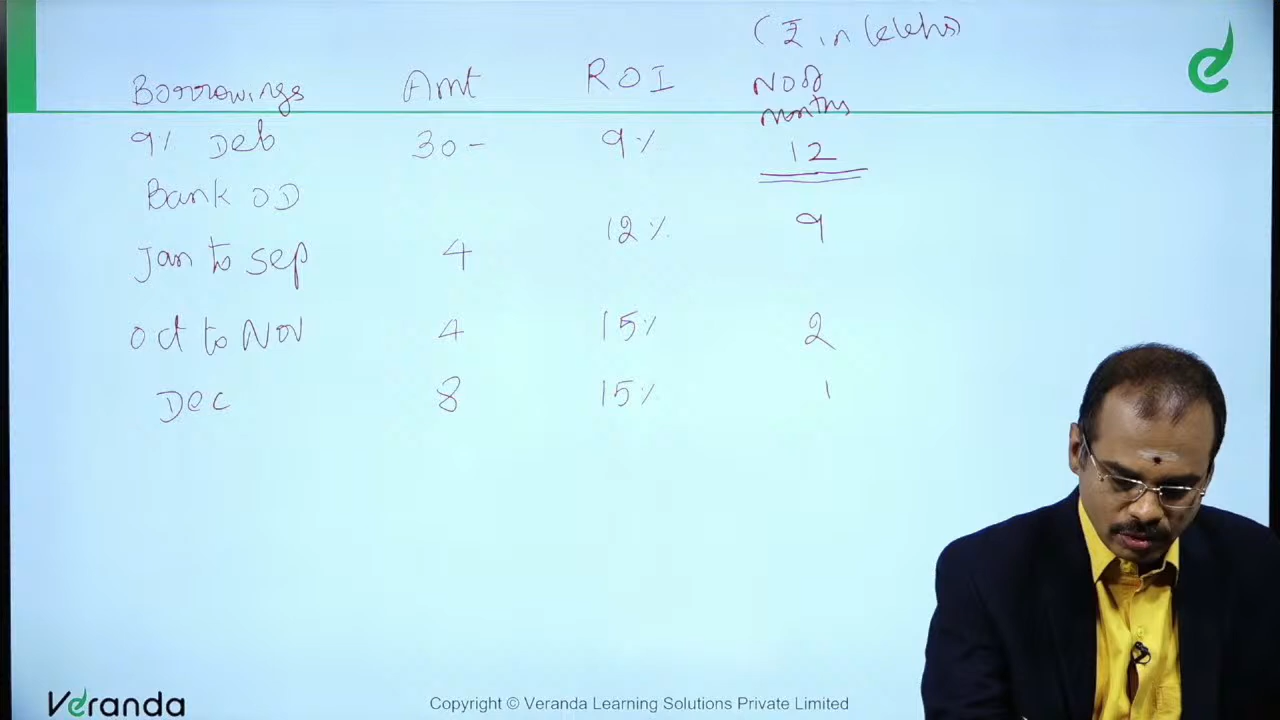 (₹ in lakhs)
Borrowings Amt ROI No of months
9% Deb 30- 9% 12
Bank OD
Jan to Sep 4 12% 9
Oct to Nov 4 15% 2
Dec 8 15% 1
Veranda
Copyright © Veranda Learning Solutions Private Limited